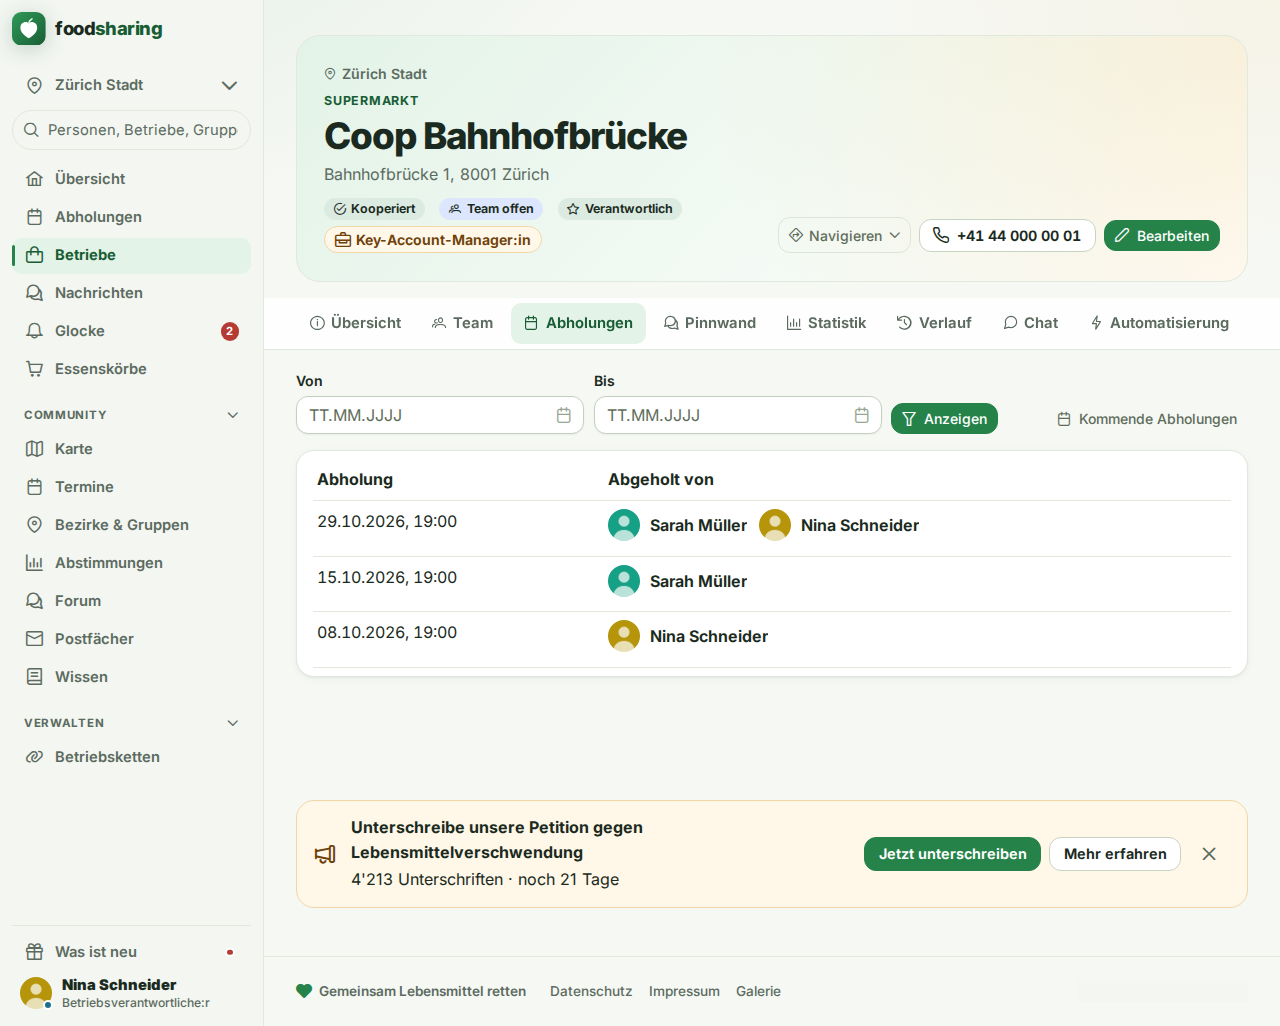 foodsharing
Zürich Stadt
Personen, Betriebe, Grupp
Übersicht
Abholungen
Betriebe
Nachrichten
Glocke 2
Essenskörbe
COMMUNITY
Karte
Termine
Bezirke & Gruppen
Abstimmungen
Forum
Postfächer
Wissen
VERWALTEN
Betriebsketten
Was ist neu
Nina Schneider
Betriebsverantwortliche:r
Zürich Stadt
SUPERMARKT
Coop Bahnhofbrücke
Bahnhofbrücke 1, 8001 Zürich
Kooperiert Team offen Verantwortlich
Key-Account-Manager:in
Navigieren +41 44 000 00 01 Bearbeiten
Übersicht Team Abholungen Pinnwand Statistik Verlauf Chat Automatisierung
Von Bis
TT.MM.JJJJ TT.MM.JJJJ Anzeigen Kommende Abholungen
Abholung Abgeholt von
29.10.2026, 19:00 Sarah Müller Nina Schneider
15.10.2026, 19:00 Sarah Müller
08.10.2026, 19:00 Nina Schneider
Unterschreibe unsere Petition gegen
Lebensmittelverschwendung
4'213 Unterschriften · noch 21 Tage
Jetzt unterschreiben Mehr erfahren
Gemeinsam Lebensmittel retten Datenschutz Impressum Galerie